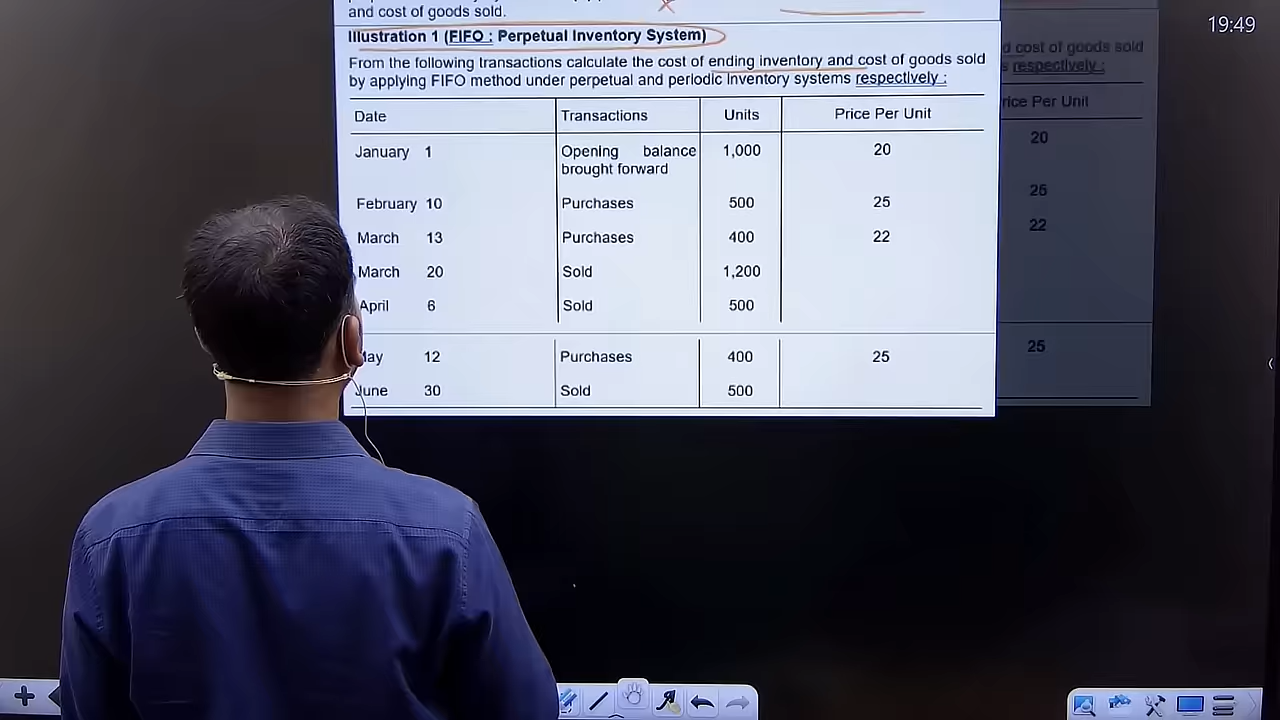 and cost of goods sold.
Illustration 1 (FIFO : Perpetual Inventory System)
From the following transactions calculate the cost of ending inventory and cost of goods sold
by applying FIFO method under perpetual and periodic inventory systems respectively :
Date Transactions Units Price Per Unit
January 1 Opening balance 1,000 20
brought forward
February 10 Purchases 500 25
March 13 Purchases 400 22
March 20 Sold 1,200
April 6 Sold 500
May 12 Purchases 400 25
June 30 Sold 500
19:49
d cost of goods sold
s respectively :
rice Per Unit
20
25
22
25